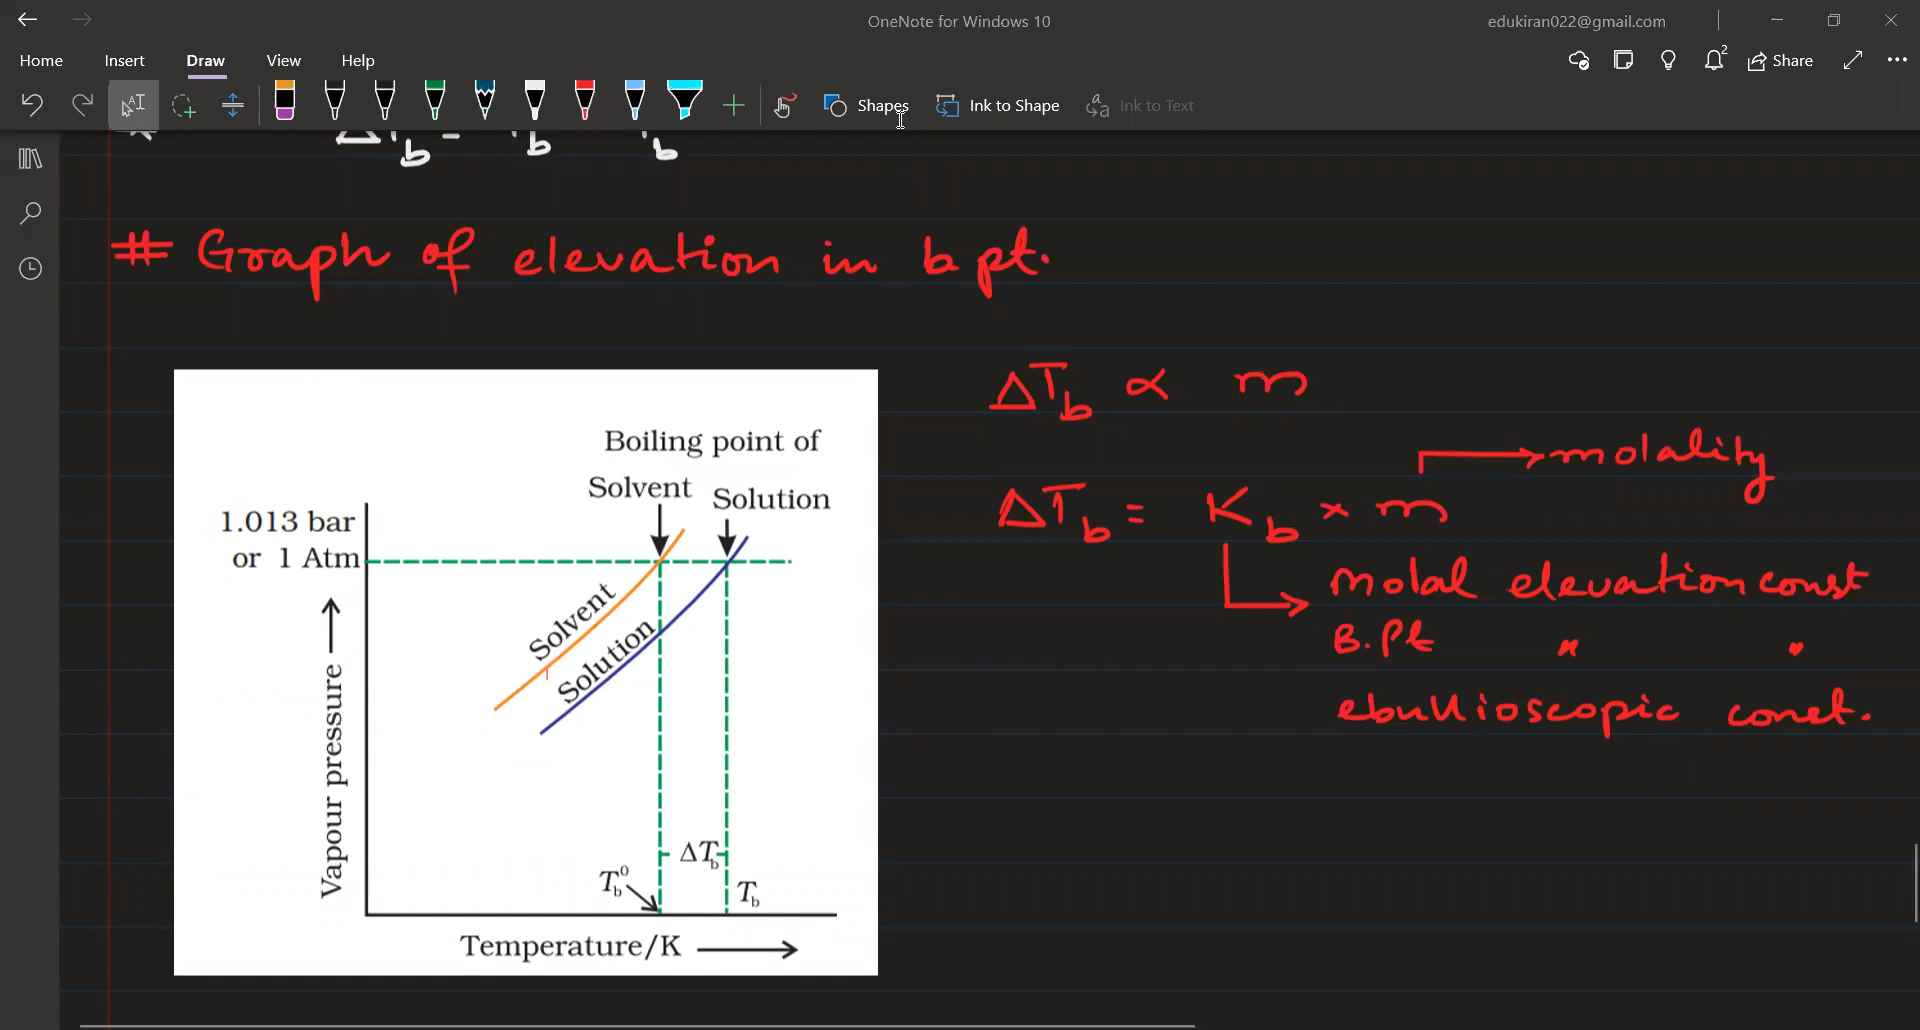 OneNote for Windows 10
edukiran022@gmail.com
Home Insert Draw View Help
2
Share
Shapes Ink to Shape Ink to Text
b = b b
# Graph of elevation in b pt.
ΔTb ∝ m
→ molality
ΔTb = Kb × m
→ molal elevation const
B.Pt " "
ebullioscopic const.
Boiling point of
Solvent Solution
1.013 bar
or 1 Atm
Solvent
Solution
Vapour pressure →
ΔTb
Tb⁰ Tb
Temperature/K →